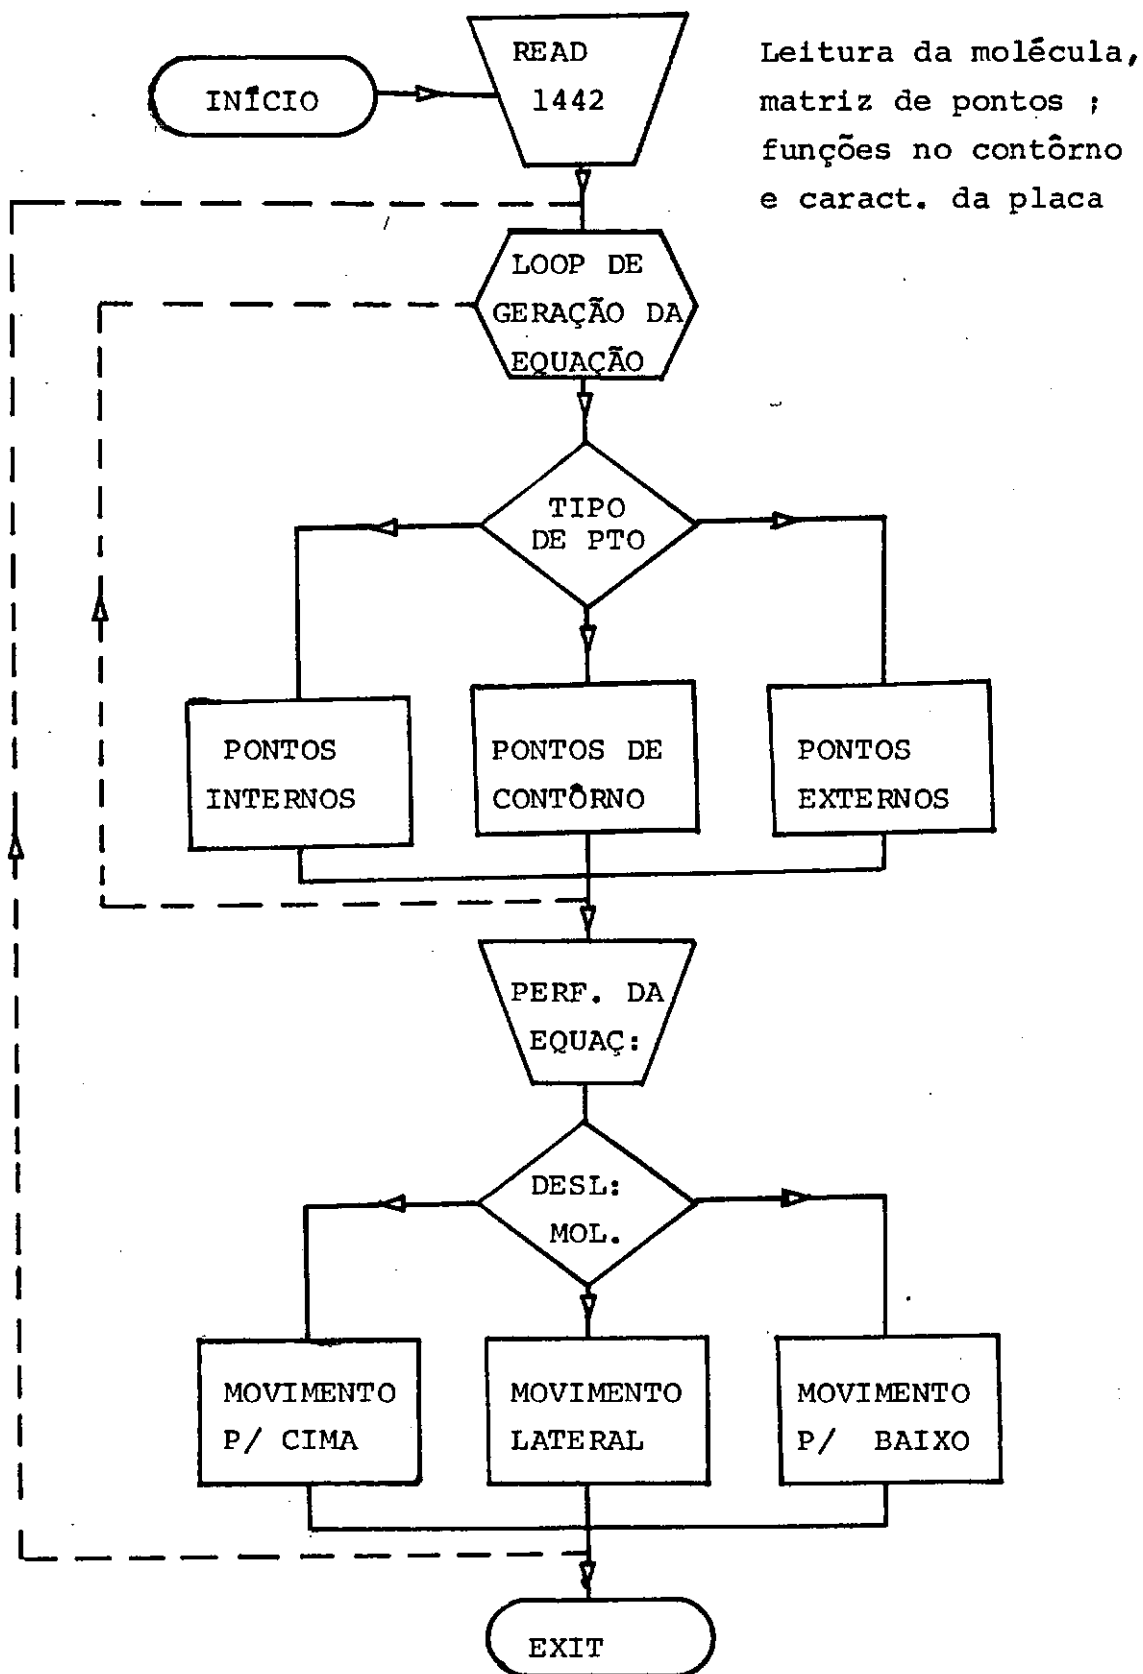 INÍCIO
READ
1442
Leitura da molécula,
matriz de pontos ;
funções no contôrno
e caract. da placa
LOOP DE
GERAÇÃO DA
EQUAÇÃO
TIPO
DE PTO
PONTOS
INTERNOS
PONTOS DE
CONTÔRNO
PONTOS
EXTERNOS
PERF. DA
EQUAÇ:
DESL:
MOL.
MOVIMENTO
P/ CIMA
MOVIMENTO
LATERAL
MOVIMENTO
P/ BAIXO
EXIT